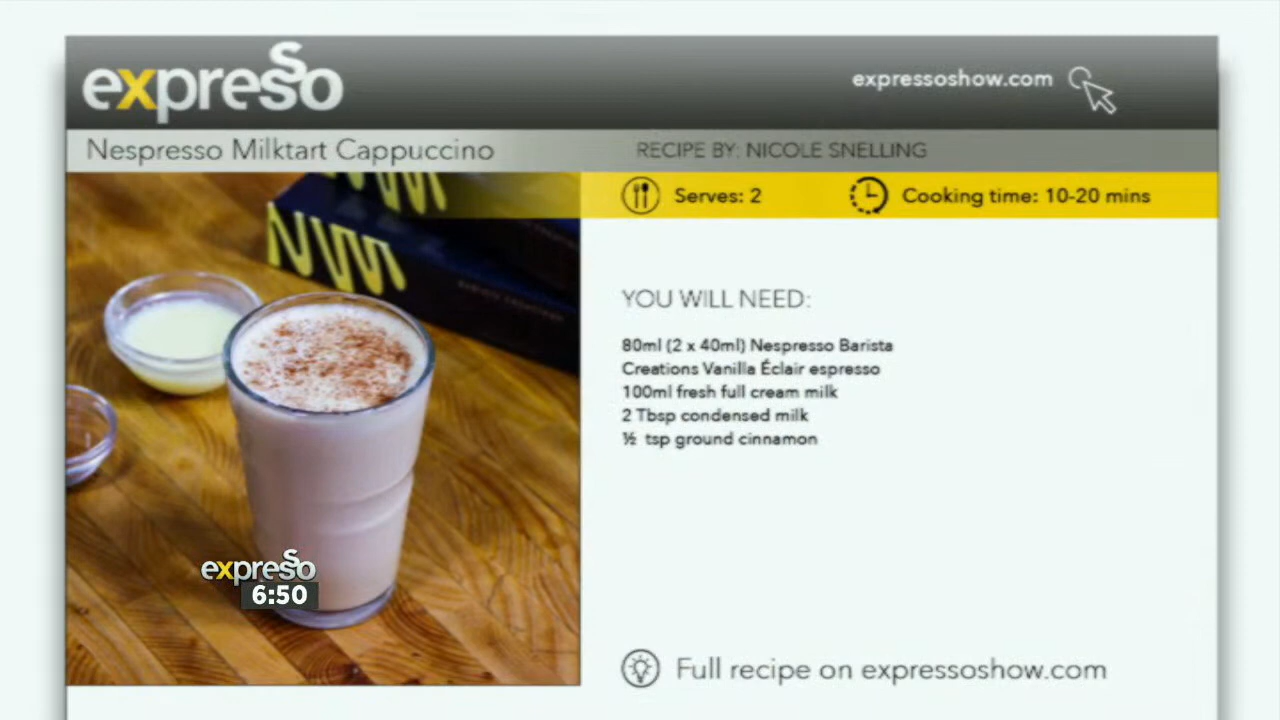 expresso
expressoshow.com
Nespresso Milktart Cappuccino
RECIPE BY: NICOLE SNELLING
Serves: 2
Cooking time: 10-20 mins
YOU WILL NEED:
80ml (2 x 40ml) Nespresso Barista
Creations Vanilla Éclair espresso
100ml fresh full cream milk
2 Tbsp condensed milk
½ tsp ground cinnamon
expresso
6:50
Full recipe on expressoshow.com